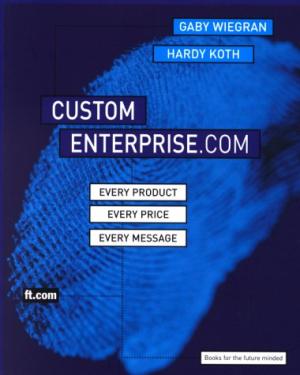 GABY WIEGRAN
HARDY KOTH
CUSTOM
ENTERPRISE.COM
EVERY PRODUCT
EVERY PRICE
EVERY MESSAGE
ft.com
Books for the future minded